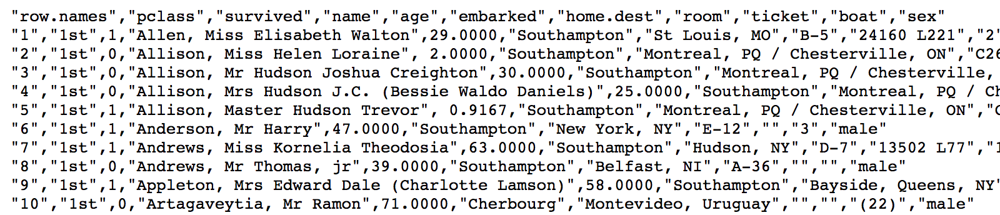 "row.names","pclass","survived","name","age","embarked","home.dest","room","ticket","boat","sex"
"1","1st",1,"Allen, Miss Elisabeth Walton",29.0000,"Southampton","St Louis, MO","B-5","24160 L221","2"
"2","1st",0,"Allison, Miss Helen Loraine", 2.0000,"Southampton","Montreal, PQ / Chesterville, ON","C26
"3","1st",0,"Allison, Mr Hudson Joshua Creighton",30.0000,"Southampton","Montreal, PQ / Chesterville,
"4","1st",0,"Allison, Mrs Hudson J.C. (Bessie Waldo Daniels)",25.0000,"Southampton","Montreal, PQ / Ch
"5","1st",1,"Allison, Master Hudson Trevor", 0.9167,"Southampton","Montreal, PQ / Chesterville, ON","C
"6","1st",1,"Anderson, Mr Harry",47.0000,"Southampton","New York, NY","E-12","","3","male"
"7","1st",1,"Andrews, Miss Kornelia Theodosia",63.0000,"Southampton","Hudson, NY","D-7","13502 L77","1
"8","1st",0,"Andrews, Mr Thomas, jr",39.0000,"Southampton","Belfast, NI","A-36","","","male"
"9","1st",1,"Appleton, Mrs Edward Dale (Charlotte Lamson)",58.0000,"Southampton","Bayside, Queens, NY"
"10","1st",0,"Artagaveytia, Mr Ramon",71.0000,"Cherbourg","Montevideo, Uruguay","","","(22)","male"